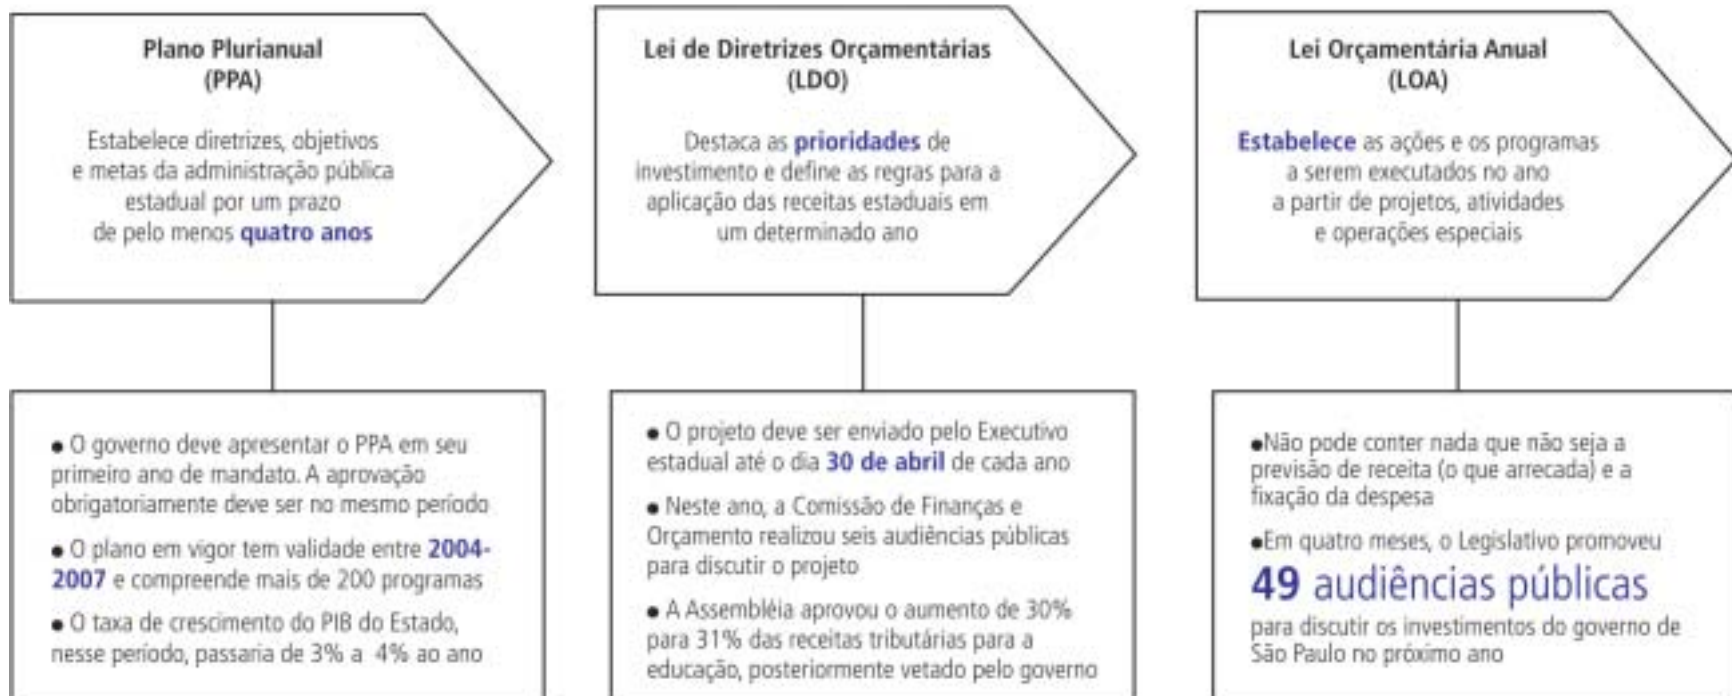 Plano Plurianual
(PPA)
Estabelece diretrizes, objetivos
e metas da administração pública
estadual por um prazo
de pelo menos quatro anos
● O governo deve apresentar o PPA em seu
primeiro ano de mandato. A aprovação
obrigatoriamente deve ser no mesmo período
● O plano em vigor tem validade entre 2004-
2007 e compreende mais de 200 programas
● O taxa de crescimento do PIB do Estado,
nesse período, passaria de 3% a 4% ao ano
Lei de Diretrizes Orçamentárias
(LDO)
Destaca as prioridades de
investimento e define as regras para a
aplicação das receitas estaduais em
um determinado ano
● O projeto deve ser enviado pelo Executivo
estadual até o dia 30 de abril de cada ano
● Neste ano, a Comissão de Finanças e
Orçamento realizou seis audiências públicas
para discutir o projeto
● A Assembléia aprovou o aumento de 30%
para 31% das receitas tributárias para a
educação, posteriormente vetado pelo governo
Lei Orçamentária Anual
(LOA)
Estabelece as ações e os programas
a serem executados no ano
a partir de projetos, atividades
e operações especiais
●Não pode conter nada que não seja a
previsão de receita (o que arrecada) e a
fixação da despesa
●Em quatro meses, o Legislativo promoveu
49 audiências públicas
para discutir os investimentos do governo de
São Paulo no próximo ano